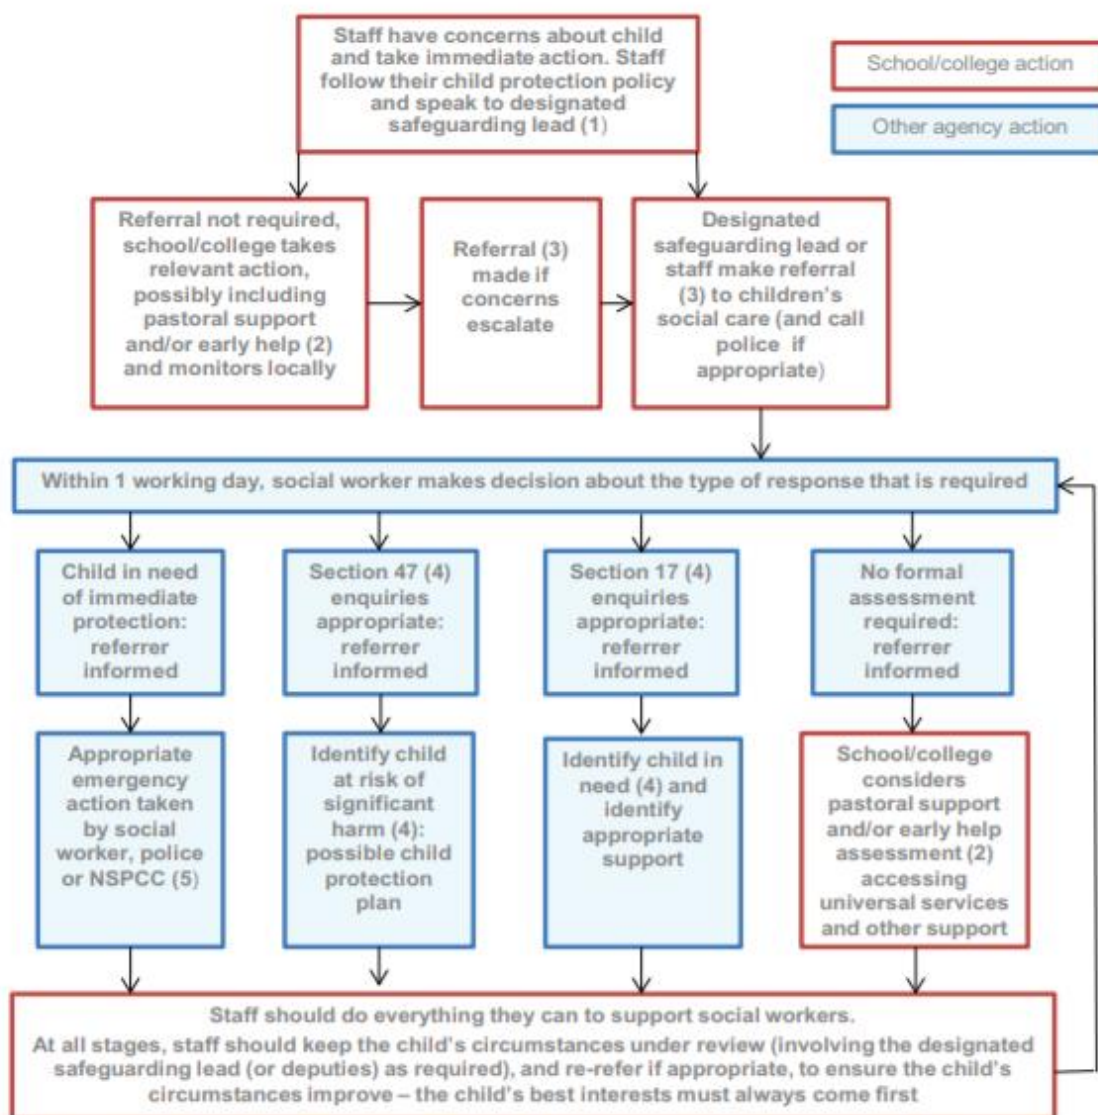 Staff have concerns about child
and take immediate action. Staff
follow their child protection policy
and speak to designated
safeguarding lead (1)
School/college action
Other agency action
Referral not required,
school/college takes
relevant action,
possibly including
pastoral support
and/or early help (2)
and monitors locally
Referral (3)
made if
concerns
escalate
Designated
safeguarding lead or
staff make referral
(3) to children's
social care (and call
police if
appropriate)
Within 1 working day, social worker makes decision about the type of response that is required
Child in need
of immediate
protection:
referrer
informed
Section 47 (4)
enquiries
appropriate:
referrer
informed
Section 17 (4)
enquiries
appropriate:
referrer
informed
No formal
assessment
required:
referrer
informed
Appropriate
emergency
action taken
by social
worker, police
or NSPCC (5)
Identify child
at risk of
significant
harm (4):
possible child
protection
plan
Identify child in
need (4) and
identify
appropriate
support
School/college
considers
pastoral support
and/or early help
assessment (2)
accessing
universal services
and other support
Staff should do everything they can to support social workers.
At all stages, staff should keep the child's circumstances under review (involving the designated
safeguarding lead (or deputies) as required), and re-refer if appropriate, to ensure the child's
circumstances improve – the child's best interests must always come first